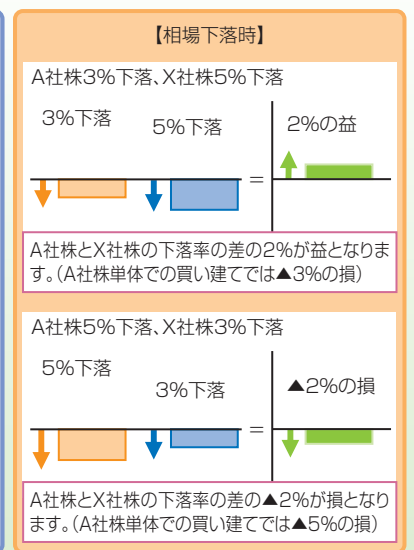 【相場下落時】
A社株3%下落、X社株5%下落
3%下落
5%下落
2%の益
=
A社株とX社株の下落率の差の2%が益となりま
す。(A社株単体での買い建てでは▲3%の損)
A社株5%下落、X社株3%下落
5%下落
3%下落
▲2%の損
=
A社株とX社株の下落率の差の▲2%が損となり
ます。(A社株単体での買い建てでは▲5%の損)